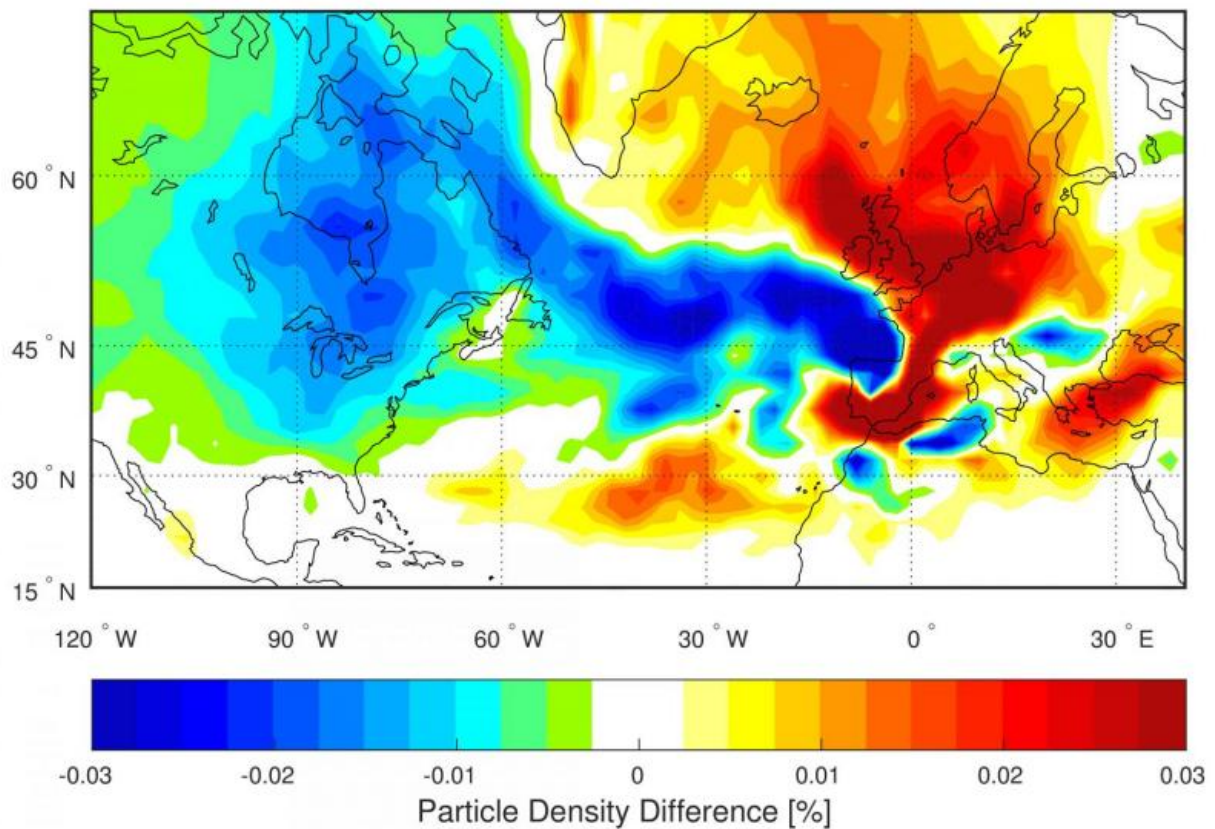 60 ° N
45 ° N
30 ° N
15 ° N
120 ° W 90 ° W 60 ° W 30 ° W 0 ° 30 ° E
-0.03 -0.02 -0.01 0 0.01 0.02 0.03
Particle Density Difference [%]